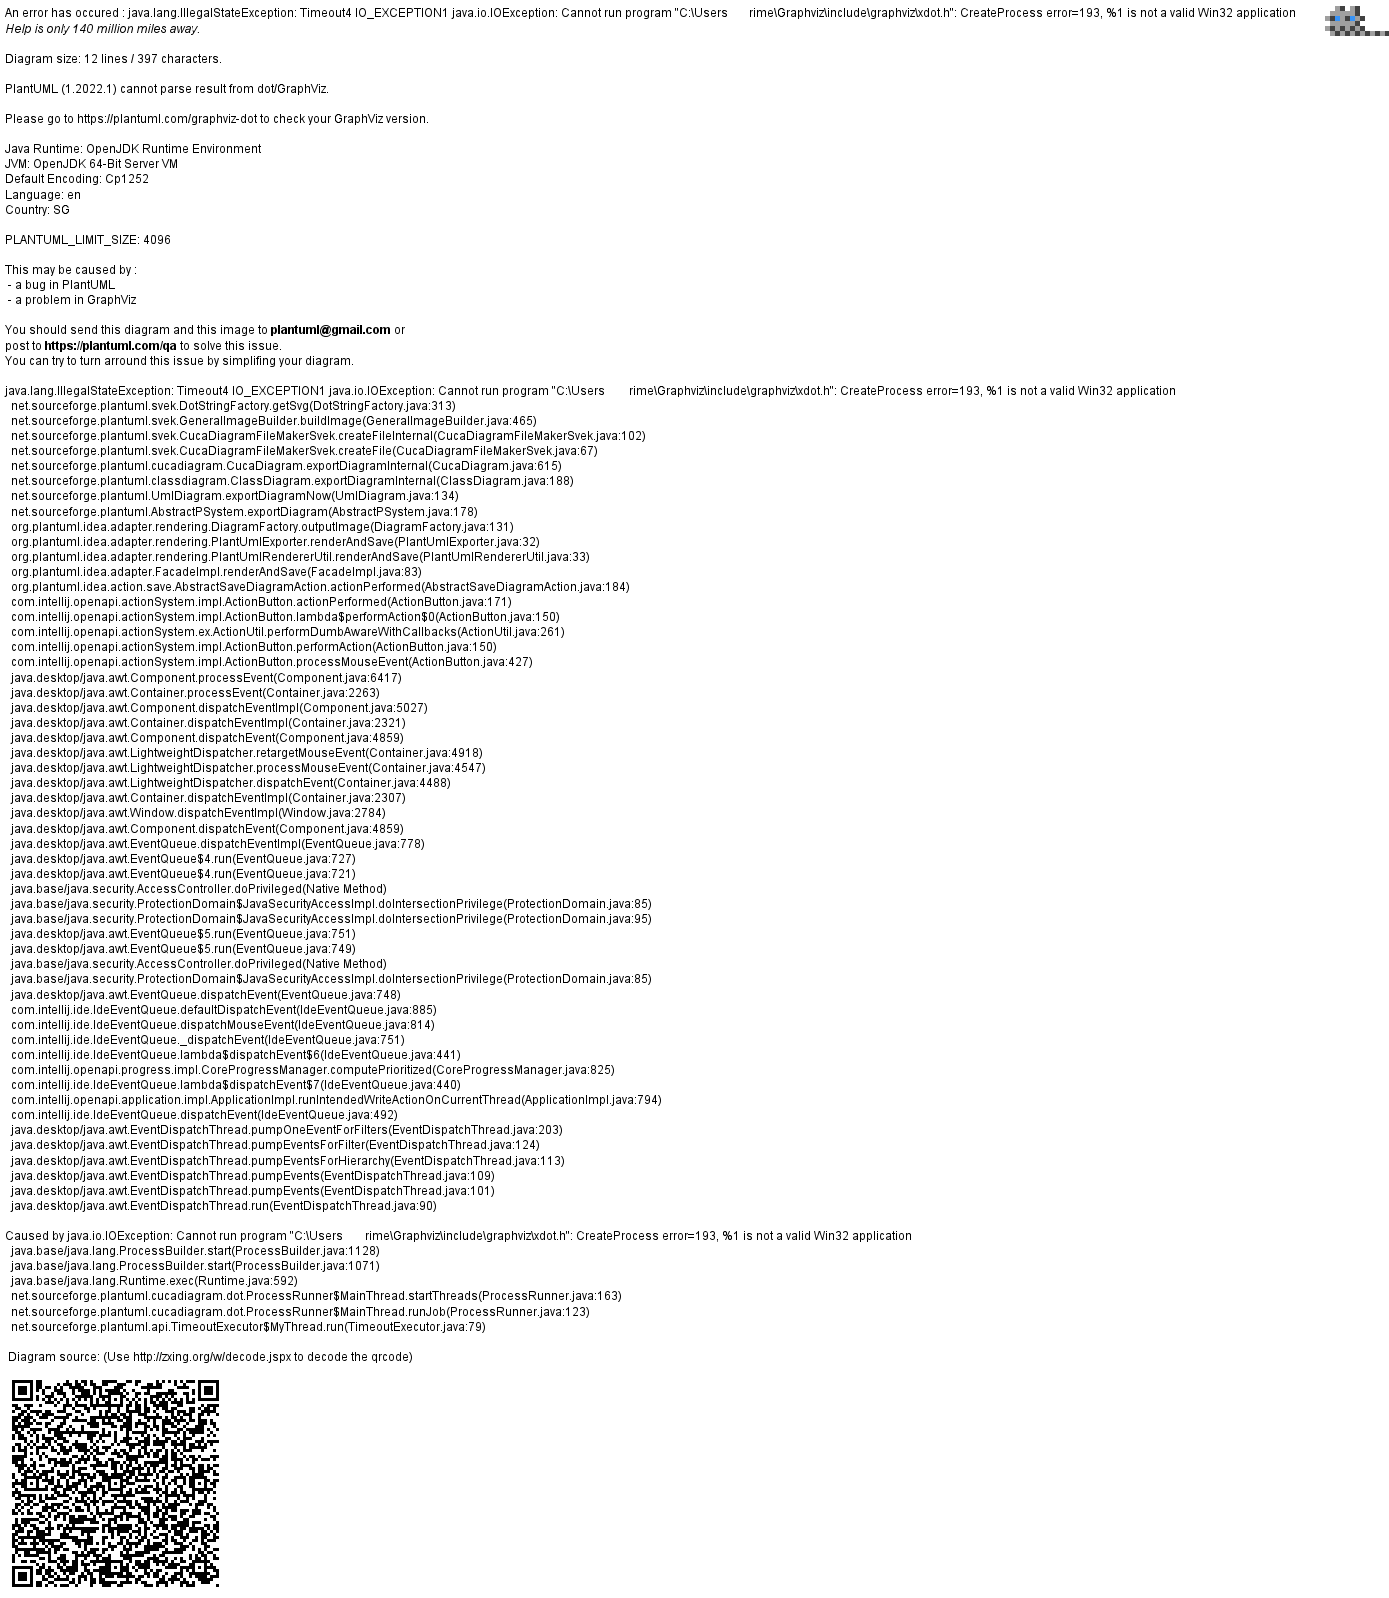 An error has occured : java.lang.IllegalStateException: Timeout4 IO_EXCEPTION1 java.io.IOException: Cannot run program "C:\Users rime\Graphviz\include\graphviz\xdot.h": CreateProcess error=193, %1 is not a valid Win32 application
Help is only 140 million miles away.
Diagram size: 12 lines / 397 characters.
PlantUML (1.2022.1) cannot parse result from dot/GraphViz.
Please go to https://plantuml.com/graphviz-dot to check your GraphViz version.
Java Runtime: OpenJDK Runtime Environment
JVM: OpenJDK 64-Bit Server VM
Default Encoding: Cp1252
Language: en
Country: SG
PLANTUML_LIMIT_SIZE: 4096
This may be caused by :
- a bug in PlantUML
- a problem in GraphViz
You should send this diagram and this image to plantuml@gmail.com or
post to https://plantuml.com/qa to solve this issue.
You can try to turn arround this issue by simplifing your diagram.
java.lang.IllegalStateException: Timeout4 IO_EXCEPTION1 java.io.IOException: Cannot run program "C:\Users rime\Graphviz\include\graphviz\xdot.h": CreateProcess error=193, %1 is not a valid Win32 application
net.sourceforge.plantuml.svek.DotStringFactory.getSvg(DotStringFactory.java:313)
net.sourceforge.plantuml.svek.GeneralImageBuilder.buildImage(GeneralImageBuilder.java:465)
net.sourceforge.plantuml.svek.CucaDiagramFileMakerSvek.createFileInternal(CucaDiagramFileMakerSvek.java:102)
net.sourceforge.plantuml.svek.CucaDiagramFileMakerSvek.createFile(CucaDiagramFileMakerSvek.java:67)
net.sourceforge.plantuml.cucadiagram.CucaDiagram.exportDiagramInternal(CucaDiagram.java:615)
net.sourceforge.plantuml.classdiagram.ClassDiagram.exportDiagramInternal(ClassDiagram.java:188)
net.sourceforge.plantuml.UmlDiagram.exportDiagramNow(UmlDiagram.java:134)
net.sourceforge.plantuml.AbstractPSystem.exportDiagram(AbstractPSystem.java:178)
org.plantuml.idea.adapter.rendering.DiagramFactory.outputImage(DiagramFactory.java:131)
org.plantuml.idea.adapter.rendering.PlantUmlExporter.renderAndSave(PlantUmlExporter.java:32)
org.plantuml.idea.adapter.rendering.PlantUmlRendererUtil.renderAndSave(PlantUmlRendererUtil.java:33)
org.plantuml.idea.adapter.FacadeImpl.renderAndSave(FacadeImpl.java:83)
org.plantuml.idea.action.save.AbstractSaveDiagramAction.actionPerformed(AbstractSaveDiagramAction.java:184)
com.intellij.openapi.actionSystem.impl.ActionButton.actionPerformed(ActionButton.java:171)
com.intellij.openapi.actionSystem.impl.ActionButton.lambda$performAction$0(ActionButton.java:150)
com.intellij.openapi.actionSystem.ex.ActionUtil.performDumbAwareWithCallbacks(ActionUtil.java:261)
com.intellij.openapi.actionSystem.impl.ActionButton.performAction(ActionButton.java:150)
com.intellij.openapi.actionSystem.impl.ActionButton.processMouseEvent(ActionButton.java:427)
java.desktop/java.awt.Component.processEvent(Component.java:6417)
java.desktop/java.awt.Container.processEvent(Container.java:2263)
java.desktop/java.awt.Component.dispatchEventImpl(Component.java:5027)
java.desktop/java.awt.Container.dispatchEventImpl(Container.java:2321)
java.desktop/java.awt.Component.dispatchEvent(Component.java:4859)
java.desktop/java.awt.LightweightDispatcher.retargetMouseEvent(Container.java:4918)
java.desktop/java.awt.LightweightDispatcher.processMouseEvent(Container.java:4547)
java.desktop/java.awt.LightweightDispatcher.dispatchEvent(Container.java:4488)
java.desktop/java.awt.Container.dispatchEventImpl(Container.java:2307)
java.desktop/java.awt.Window.dispatchEventImpl(Window.java:2784)
java.desktop/java.awt.Component.dispatchEvent(Component.java:4859)
java.desktop/java.awt.EventQueue.dispatchEventImpl(EventQueue.java:778)
java.desktop/java.awt.EventQueue$4.run(EventQueue.java:727)
java.desktop/java.awt.EventQueue$4.run(EventQueue.java:721)
java.base/java.security.AccessController.doPrivileged(Native Method)
java.base/java.security.ProtectionDomain$JavaSecurityAccessImpl.doIntersectionPrivilege(ProtectionDomain.java:85)
java.base/java.security.ProtectionDomain$JavaSecurityAccessImpl.doIntersectionPrivilege(ProtectionDomain.java:95)
java.desktop/java.awt.EventQueue$5.run(EventQueue.java:751)
java.desktop/java.awt.EventQueue$5.run(EventQueue.java:749)
java.base/java.security.AccessController.doPrivileged(Native Method)
java.base/java.security.ProtectionDomain$JavaSecurityAccessImpl.doIntersectionPrivilege(ProtectionDomain.java:85)
java.desktop/java.awt.EventQueue.dispatchEvent(EventQueue.java:748)
com.intellij.ide.IdeEventQueue.defaultDispatchEvent(IdeEventQueue.java:885)
com.intellij.ide.IdeEventQueue.dispatchMouseEvent(IdeEventQueue.java:814)
com.intellij.ide.IdeEventQueue._dispatchEvent(IdeEventQueue.java:751)
com.intellij.ide.IdeEventQueue.lambda$dispatchEvent$6(IdeEventQueue.java:441)
com.intellij.openapi.progress.impl.CoreProgressManager.computePrioritized(CoreProgressManager.java:825)
com.intellij.ide.IdeEventQueue.lambda$dispatchEvent$7(IdeEventQueue.java:440)
com.intellij.openapi.application.impl.ApplicationImpl.runIntendedWriteActionOnCurrentThread(ApplicationImpl.java:794)
com.intellij.ide.IdeEventQueue.dispatchEvent(IdeEventQueue.java:492)
java.desktop/java.awt.EventDispatchThread.pumpOneEventForFilters(EventDispatchThread.java:203)
java.desktop/java.awt.EventDispatchThread.pumpEventsForFilter(EventDispatchThread.java:124)
java.desktop/java.awt.EventDispatchThread.pumpEventsForHierarchy(EventDispatchThread.java:113)
java.desktop/java.awt.EventDispatchThread.pumpEvents(EventDispatchThread.java:109)
java.desktop/java.awt.EventDispatchThread.pumpEvents(EventDispatchThread.java:101)
java.desktop/java.awt.EventDispatchThread.run(EventDispatchThread.java:90)
Caused by java.io.IOException: Cannot run program "C:\Users rime\Graphviz\include\graphviz\xdot.h": CreateProcess error=193, %1 is not a valid Win32 application
java.base/java.lang.ProcessBuilder.start(ProcessBuilder.java:1128)
java.base/java.lang.ProcessBuilder.start(ProcessBuilder.java:1071)
java.base/java.lang.Runtime.exec(Runtime.java:592)
net.sourceforge.plantuml.cucadiagram.dot.ProcessRunner$MainThread.startThreads(ProcessRunner.java:163)
net.sourceforge.plantuml.cucadiagram.dot.ProcessRunner$MainThread.runJob(ProcessRunner.java:123)
net.sourceforge.plantuml.api.TimeoutExecutor$MyThread.run(TimeoutExecutor.java:79)
Diagram source: (Use http://zxing.org/w/decode.jspx to decode the qrcode)